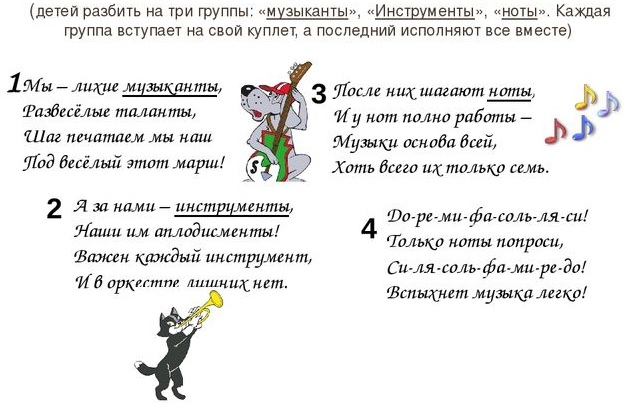 (детей разбить на три группы: «музыканты», «Инструменты», «ноты». Каждая
группа вступает на свой куплет, а последний исполняют все вместе)
1 Мы – лихие музыканты,
Развесёлые таланты,
Шаг печатаем мы наш
Под весёлый этот марш!
2 А за нами – инструменты,
Наши им аплодисменты!
Важен каждый инструмент,
И в оркестре лишних нет.
3 После них шагают ноты,
И у нот полно работы –
Музыки основа всей,
Хоть всего их только семь.
4 До-ре-ми-фа-соль-ля-си!
Только ноты попроси,
Си-ля-соль-фа-ми-ре-до!
Вспыхнет музыка легко!